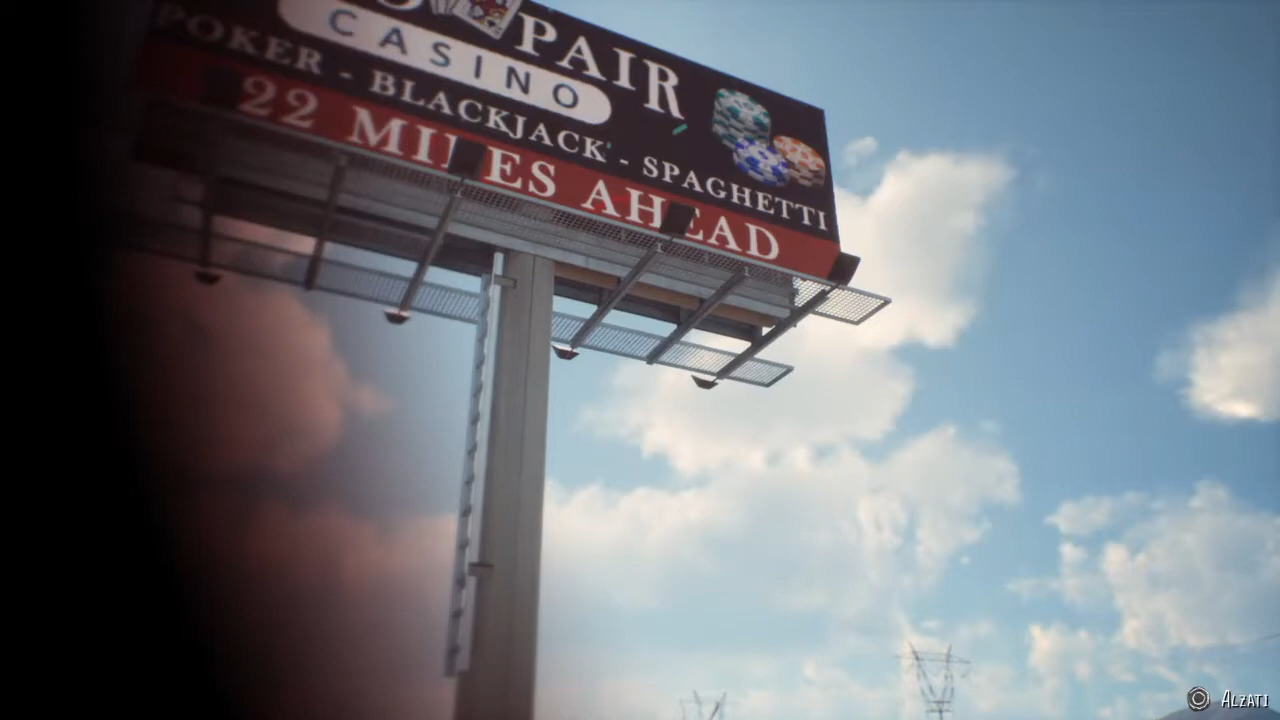 PAIR
CASINO
POKER - BLACKJACK - SPAGHETTI
22 MILES AHEAD
Alzati